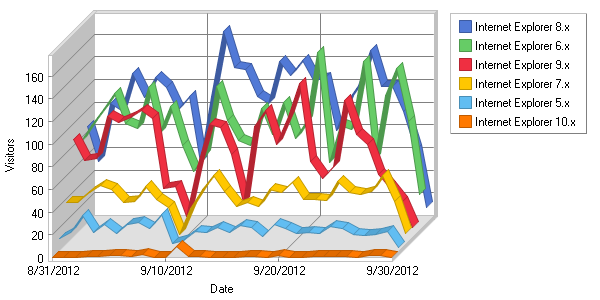 Internet Explorer 8.x
Internet Explorer 6.x
Internet Explorer 9.x
Internet Explorer 7.x
Internet Explorer 5.x
Internet Explorer 10.x
Visitors
160
140
120
100
80
60
40
20
0
8/31/2012 9/10/2012 9/20/2012 9/30/2012
Date